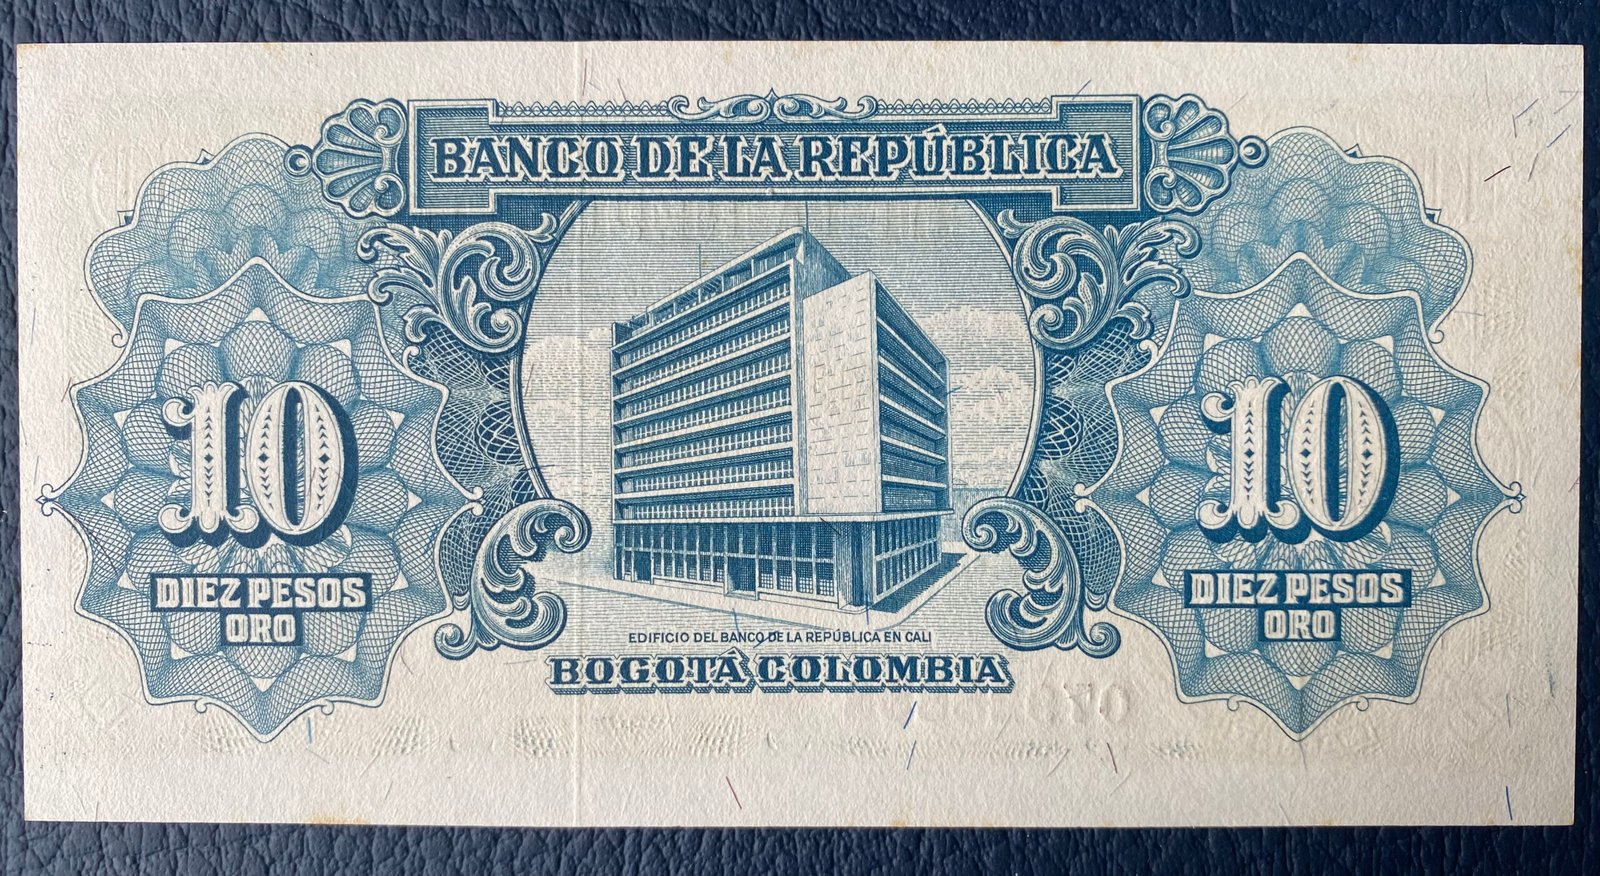 BANCO DE LA REPÚBLICA
10
10
DIEZ PESOS
ORO
DIEZ PESOS
ORO
EDIFICIO DEL BANCO DE LA REPÚBLICA EN CALI
BOGOTÁ COLOMBIA